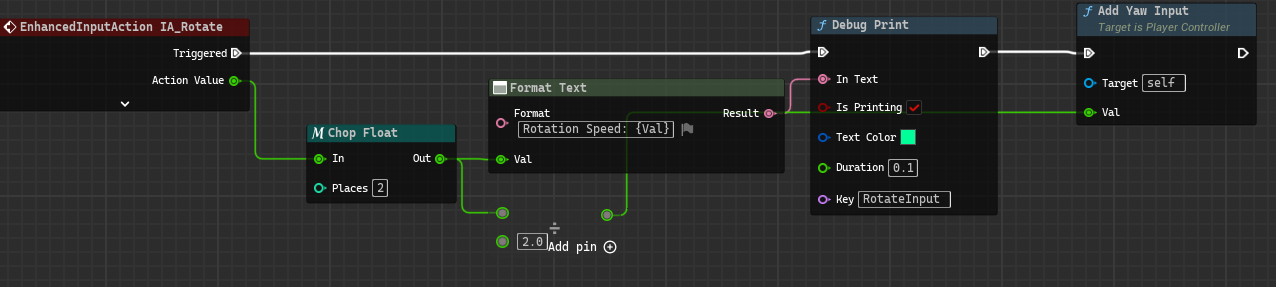 EnhancedInputAction IA_Rotate
Triggered
Action Value
Chop Float
In
Out
Places
2
Format Text
Format
Rotation Speed: {Val}
Result
Val
÷
2.0
Add pin
Debug Print
In Text
Is Printing
Text Color
Duration
0.1
Key
RotateInput
Add Yaw Input
Target is Player Controller
Target
self
Val